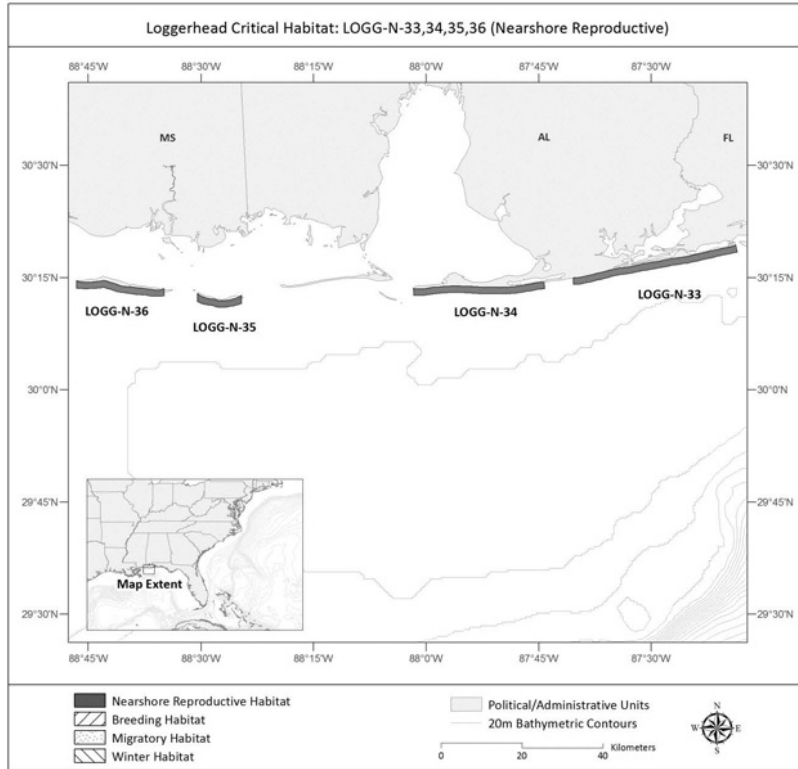 Loggerhead Critical Habitat: LOGG-N-33,34,35,36 (Nearshore Reproductive)
88°45'W 88°30'W 88°15'W 88°0'W 87°45'W 87°30'W
MS AL FL
30°30'N 30°30'N
30°15'N 30°15'N
LOGG-N-36 LOGG-N-35 LOGG-N-34 LOGG-N-33
30°0'N 30°0'N
29°45'N 29°45'N
Map Extent
29°30'N 29°30'N
88°45'W 88°30'W 88°15'W 88°0'W 87°45'W 87°30'W
Nearshore Reproductive Habitat
Breeding Habitat
Migratory Habitat
Winter Habitat
Political/Administrative Units
20m Bathymetric Contours
Kilometers
0 20 40
N
W E
S